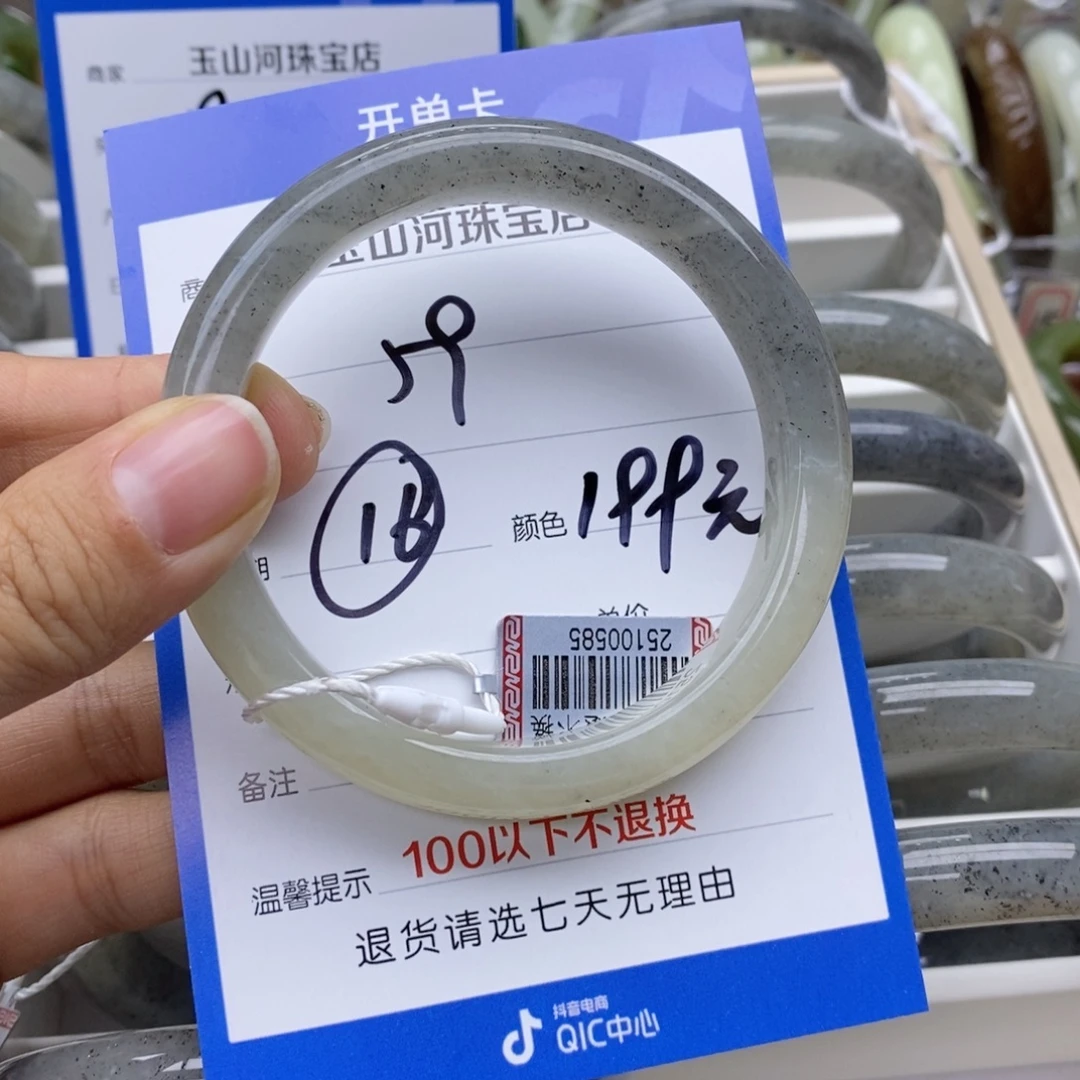 商家 玉山河珠宝店
开单卡
玉山河珠宝店
59
18
颜色 199元
25100585
备注
温馨提示 100以下不退换
退货请选七天无理由
抖音电商
QIC中心